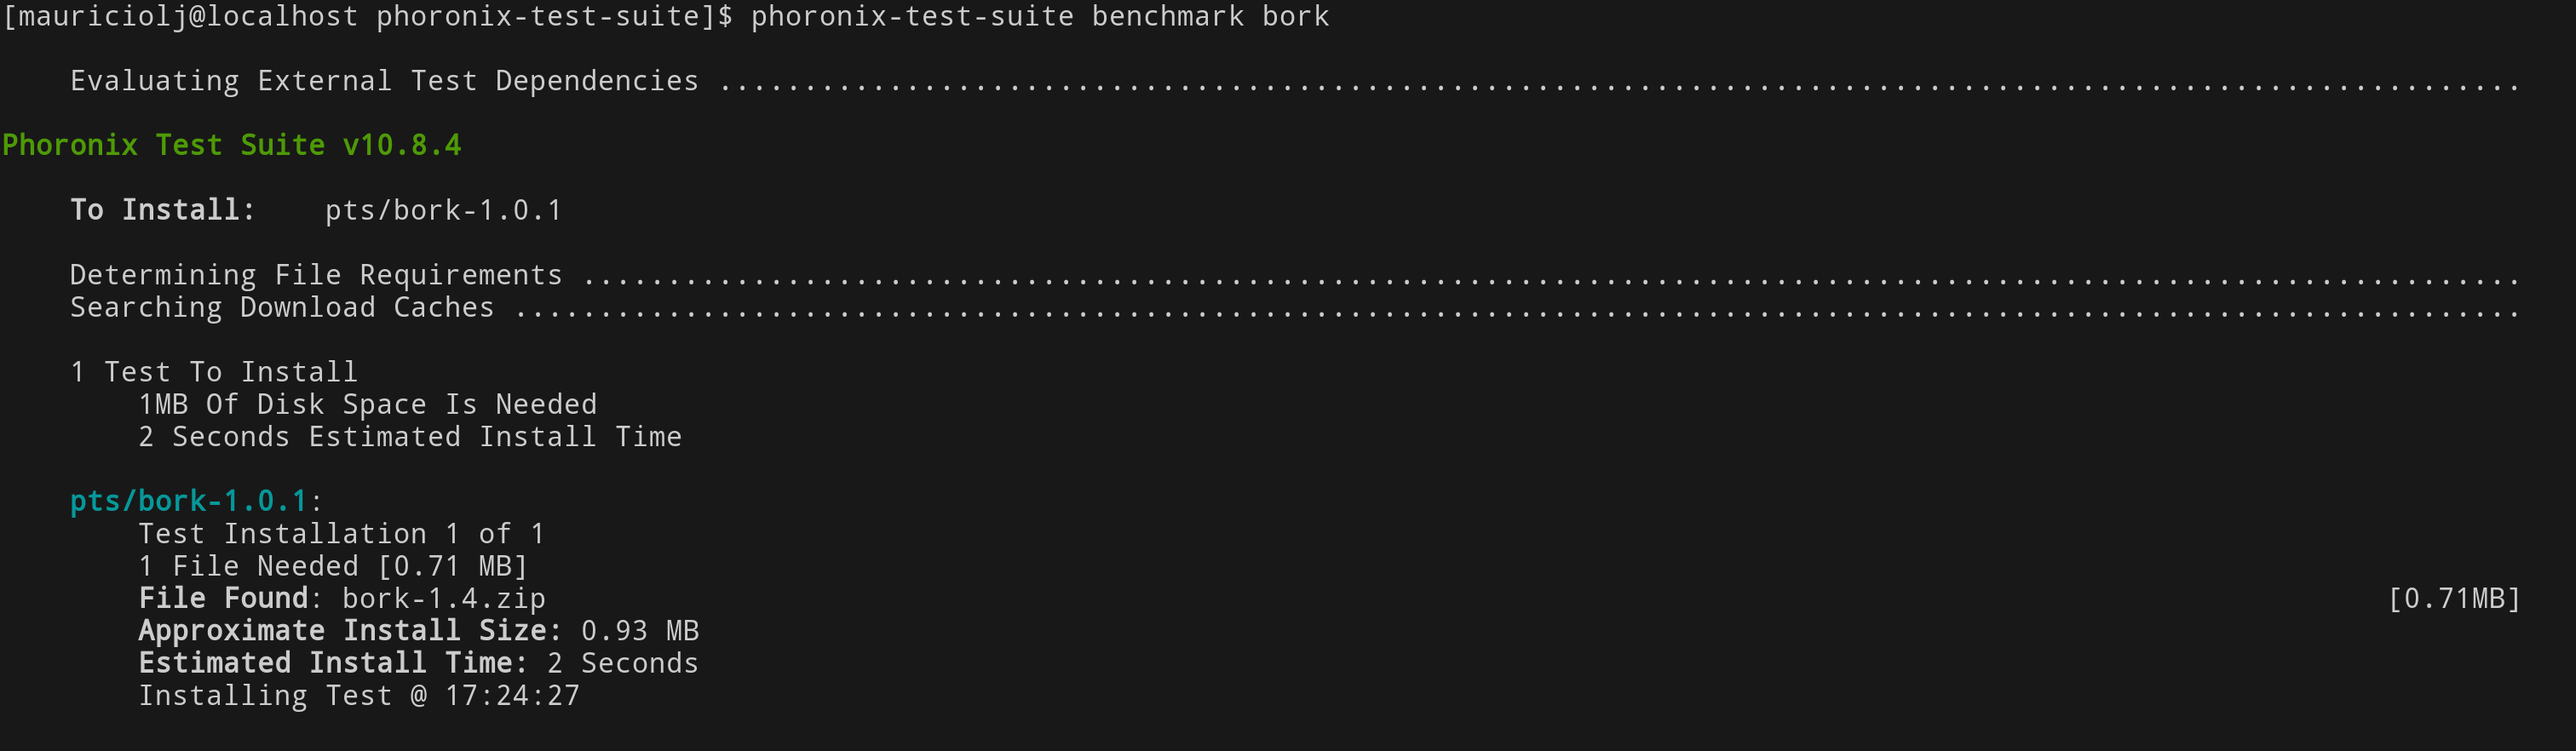 [mauriciolj@localhost phoronix-test-suite]$ phoronix-test-suite benchmark bork
Evaluating External Test Dependencies ..........................................................................................................
Phoronix Test Suite v10.8.4
To Install:    pts/bork-1.0.1
Determining File Requirements ..................................................................................................................
Searching Download Caches ......................................................................................................................
1 Test To Install
1MB Of Disk Space Is Needed
2 Seconds Estimated Install Time
pts/bork-1.0.1:
Test Installation 1 of 1
1 File Needed [0.71 MB]
File Found: bork-1.4.zip [0.71MB]
Approximate Install Size: 0.93 MB
Estimated Install Time: 2 Seconds
Installing Test @ 17:24:27